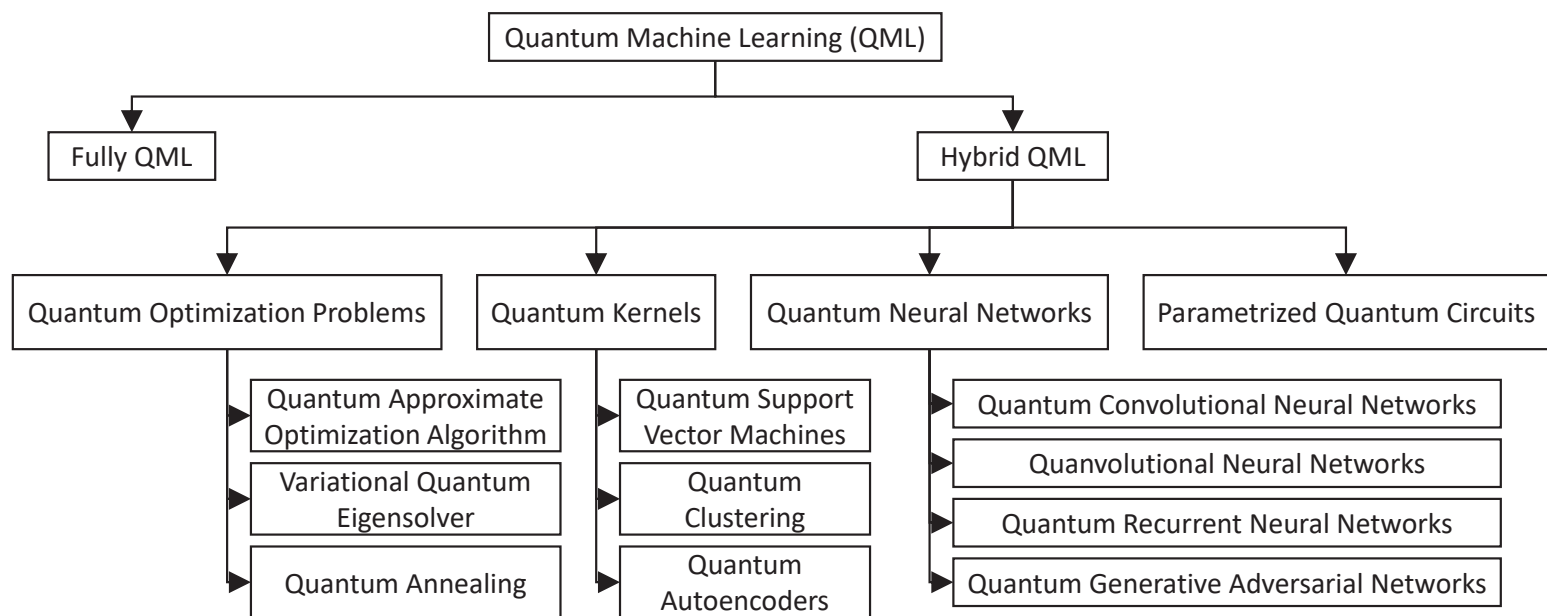 Quantum Machine Learning (QML)
Fully QML
Hybrid QML
Quantum Optimization Problems
Quantum Kernels
Quantum Neural Networks
Parametrized Quantum Circuits
Quantum Approximate
Optimization Algorithm
Variational Quantum
Eigensolver
Quantum Annealing
Quantum Support
Vector Machines
Quantum
Clustering
Quantum
Autoencoders
Quantum Convolutional Neural Networks
Quanvolutional Neural Networks
Quantum Recurrent Neural Networks
Quantum Generative Adversarial Networks